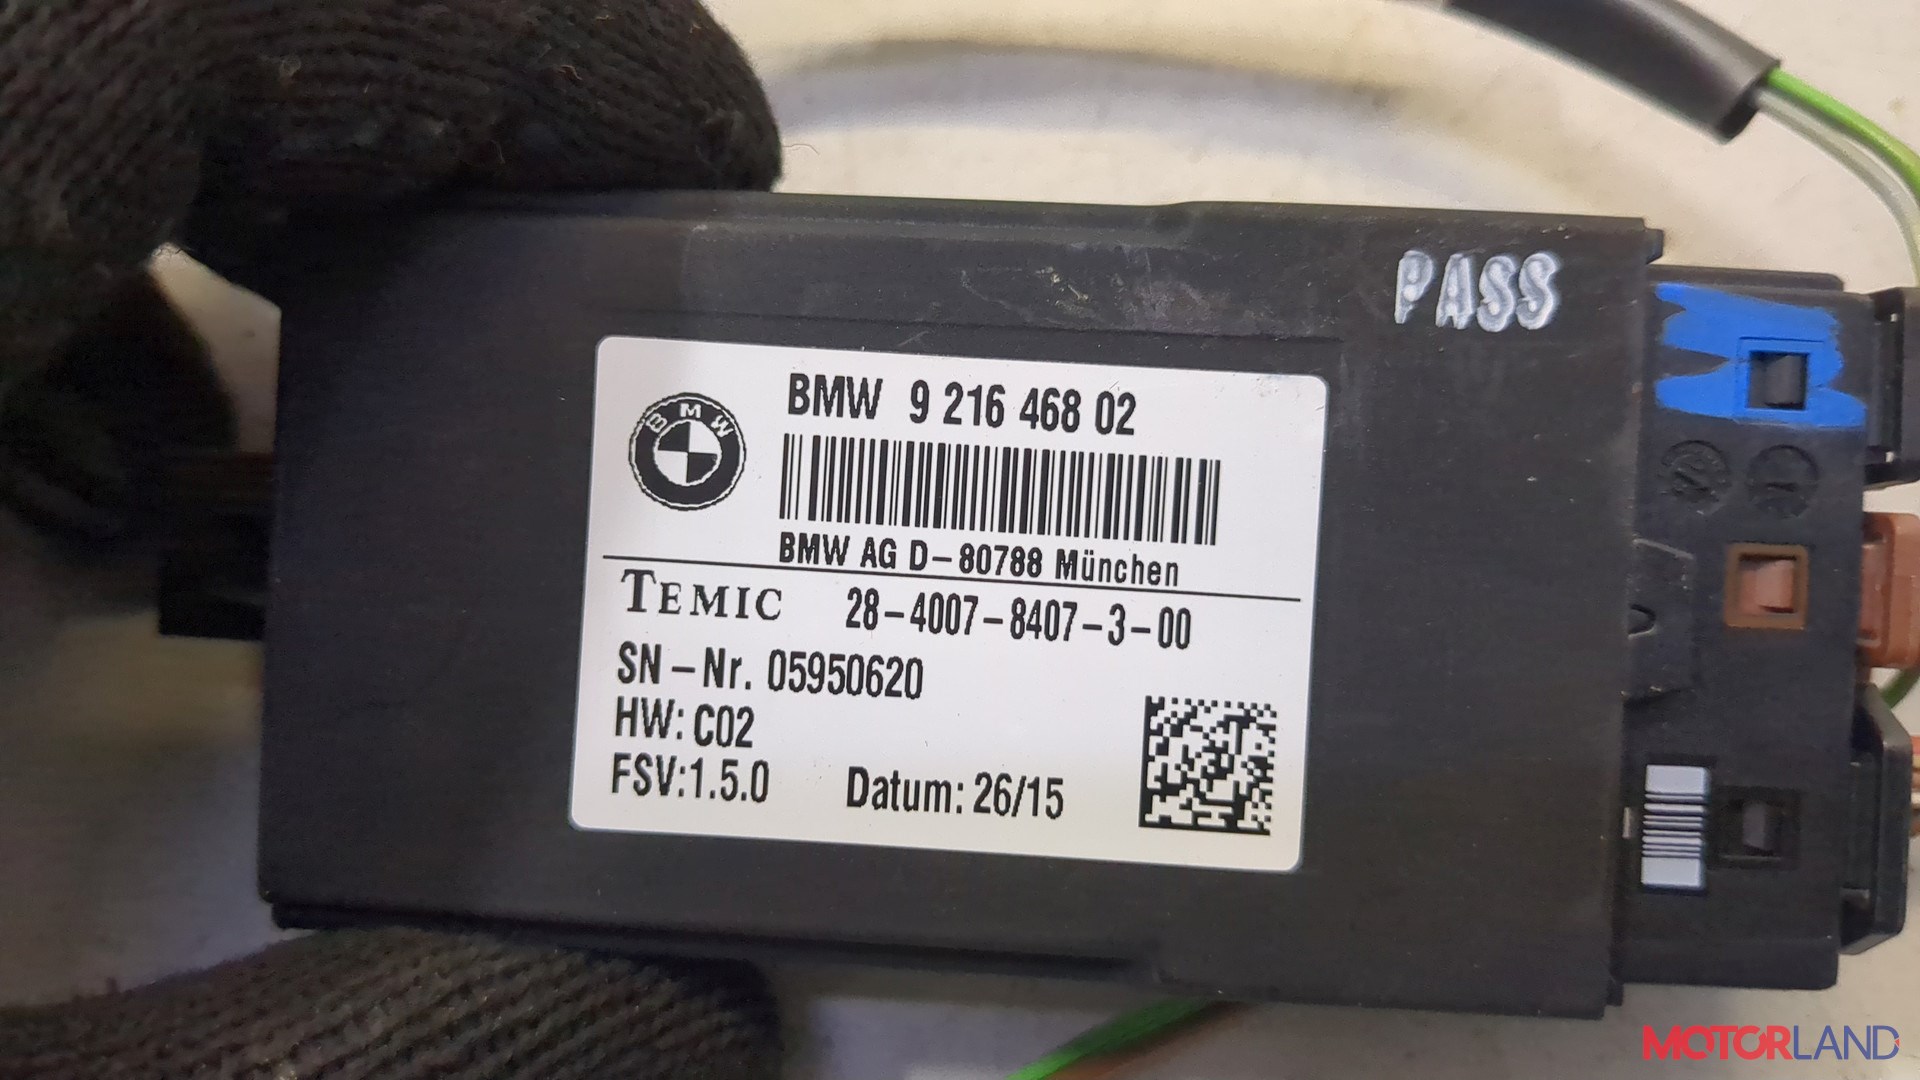 PASS
BMW 9 216 468 02
BMW
BMW AG D-80788 München
TEMIC 28-4007-8407-3-00
SN-Nr. 05950620
HW: C02
FSV:1.5.0 Datum: 26/15
MOTORLAND